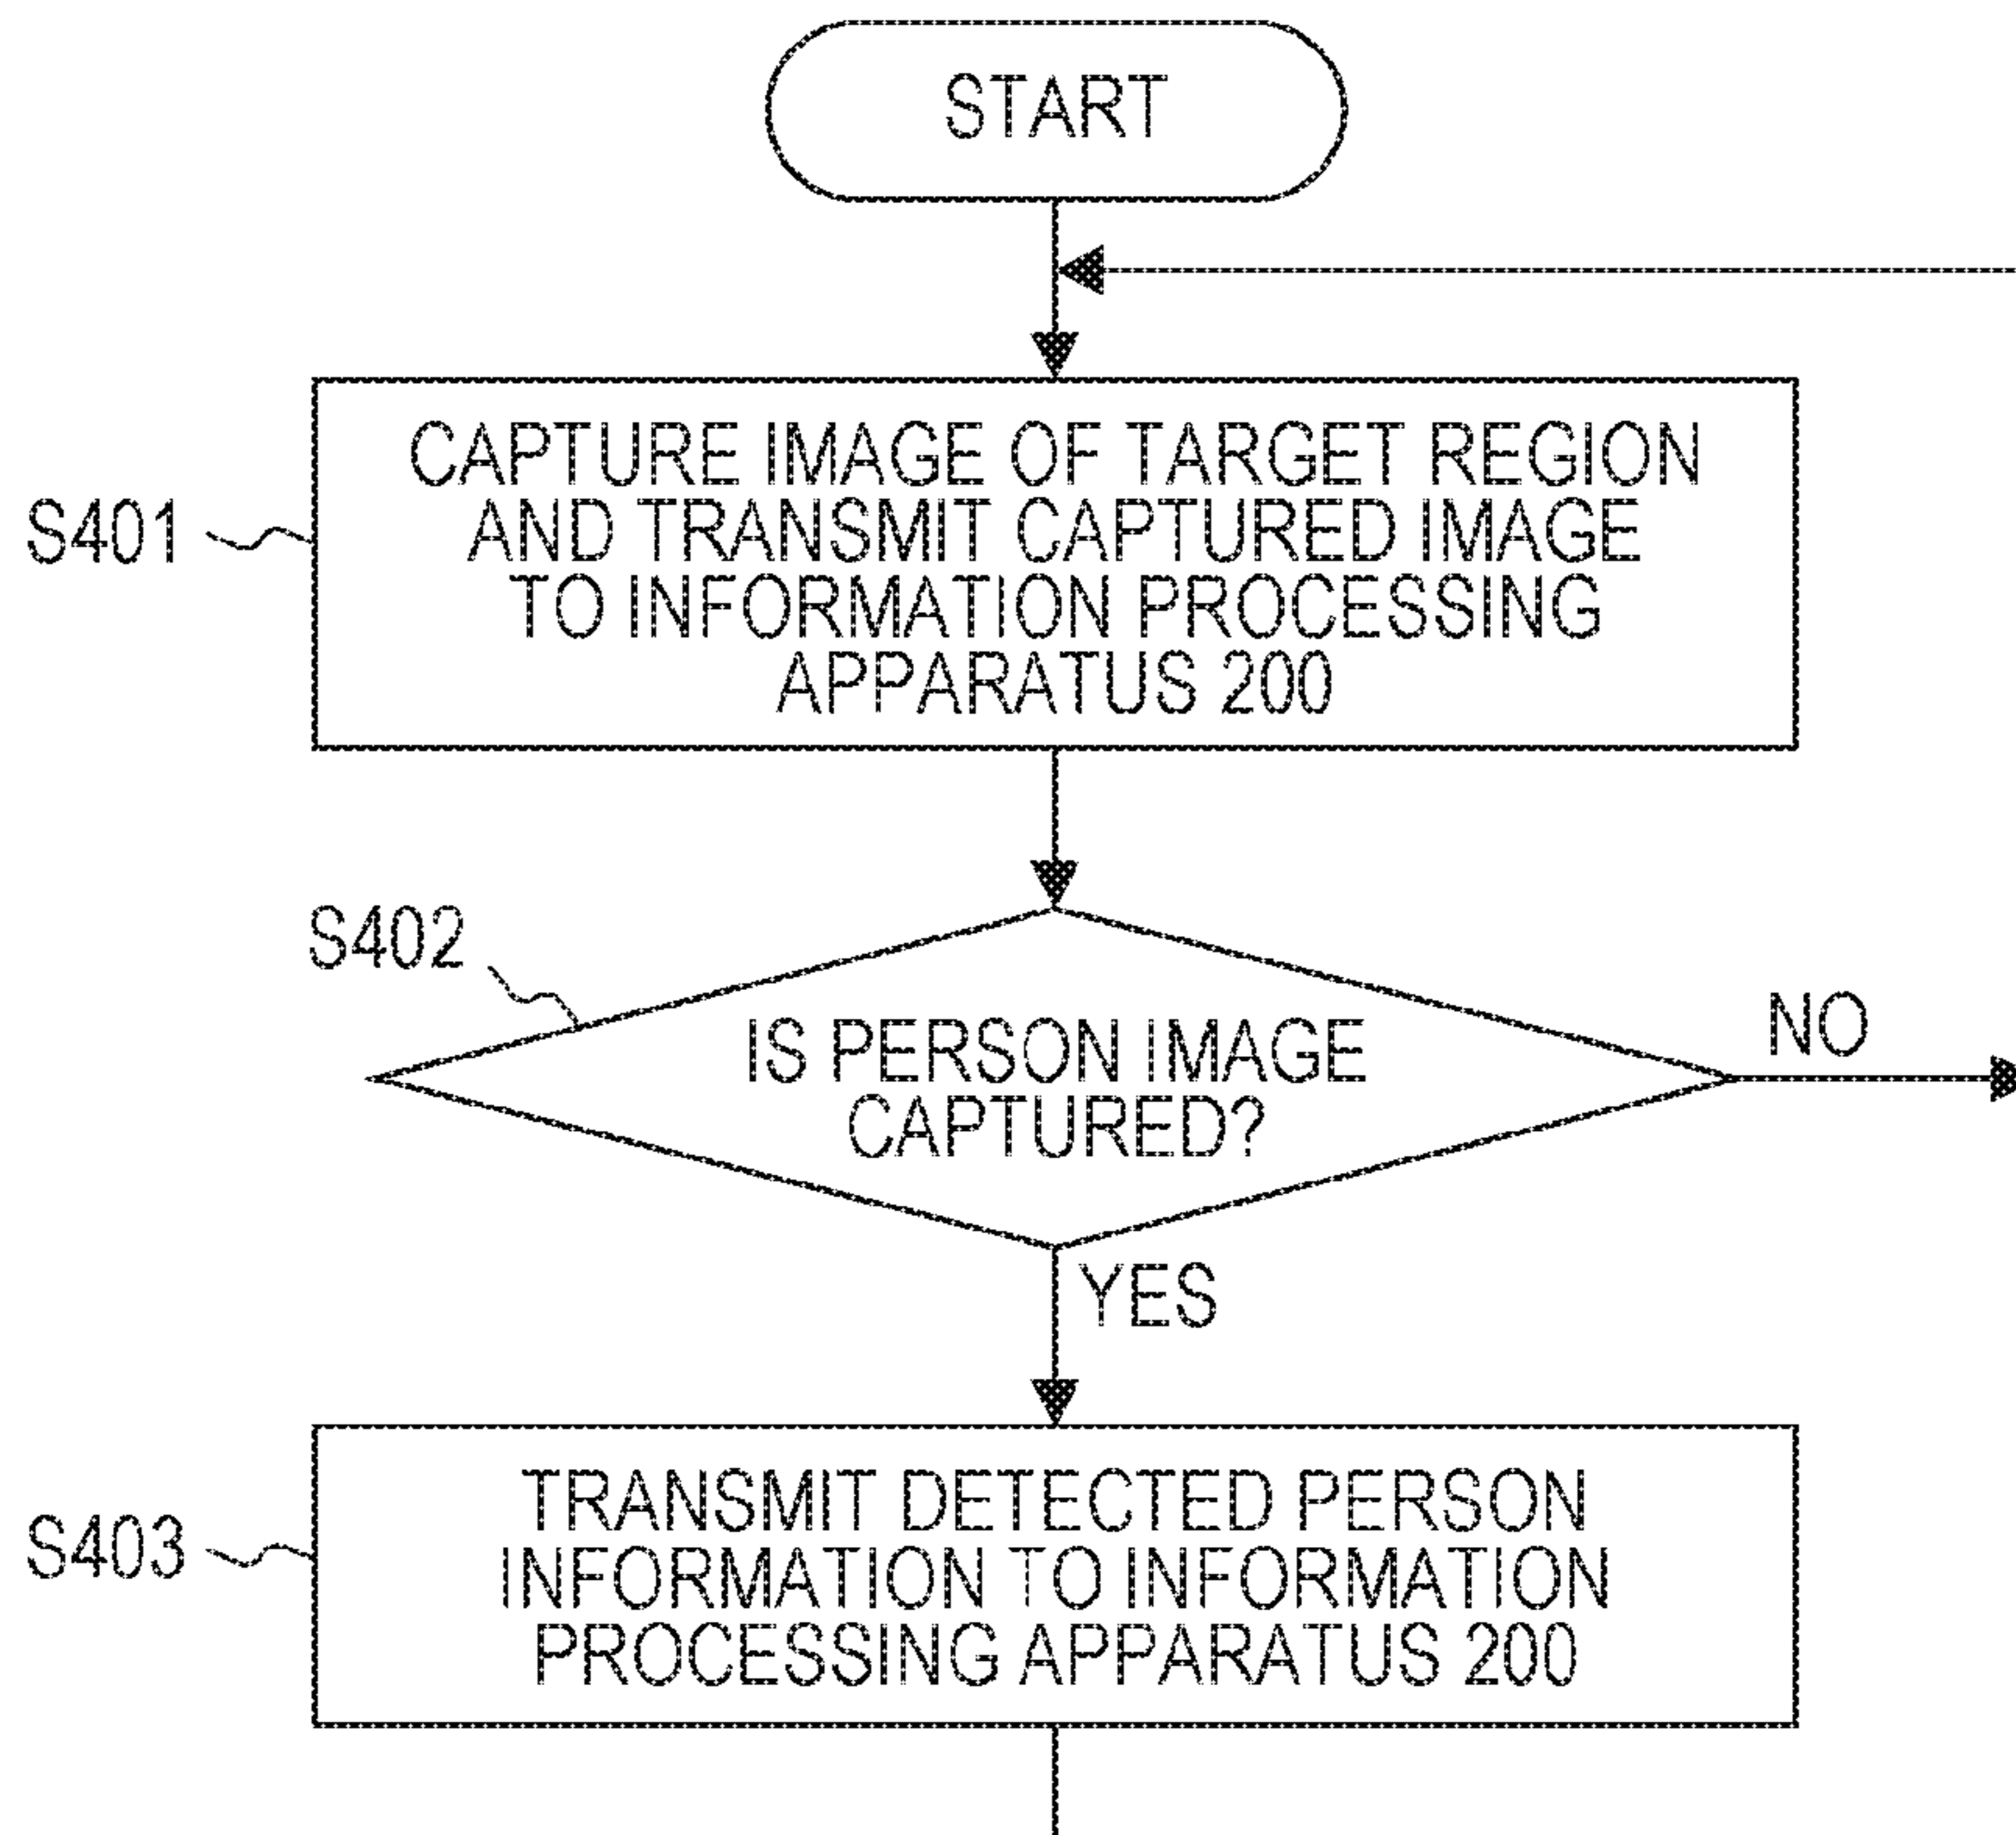 START
CAPTURE IMAGE OF TARGET REGION
AND TRANSMIT CAPTURED IMAGE
TO INFORMATION PROCESSING
APPARATUS 200
S401
S402
IS PERSON IMAGE
CAPTURED?
NO
YES
TRANSMIT DETECTED PERSON
INFORMATION TO INFORMATION
PROCESSING APPARATUS 200
S403